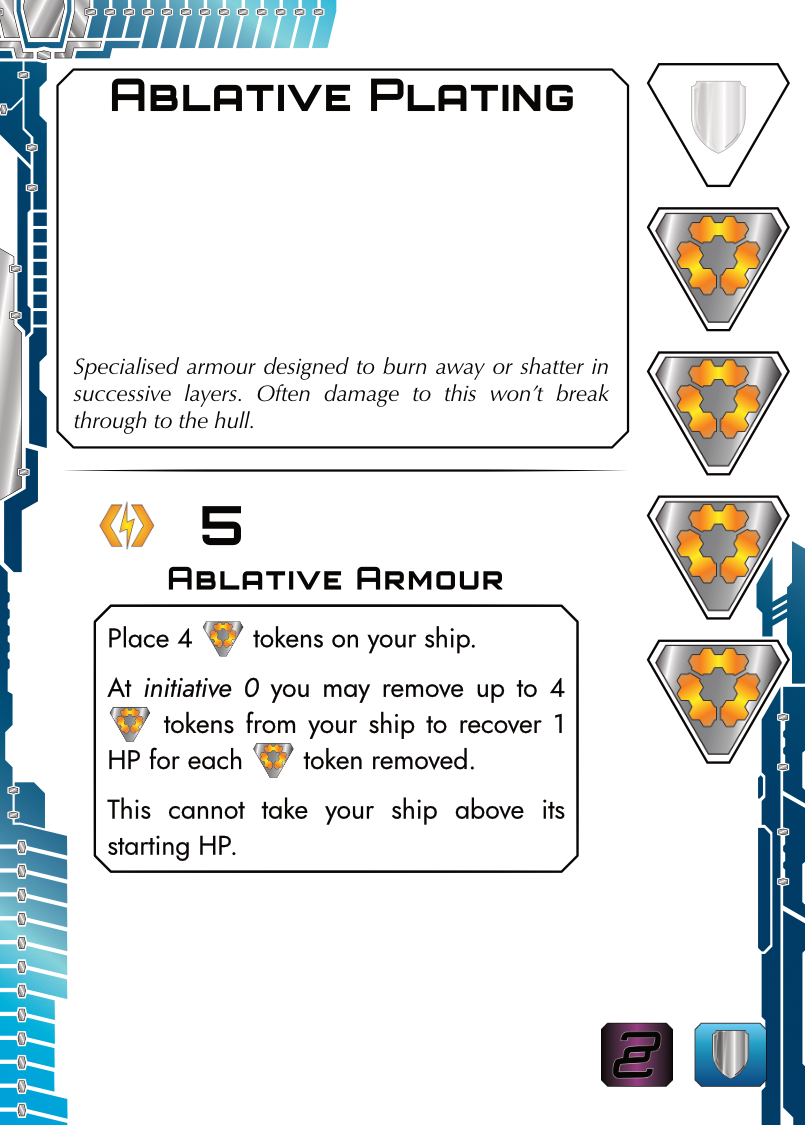 Ablative Plating
Specialised armour designed to burn away or shatter in
successive layers. Often damage to this won’t break
through to the hull.
5
Ablative Armour
Place 4 tokens on your ship.
At initiative 0 you may remove up to 4
tokens from your ship to recover 1
HP for each token removed.
This cannot take your ship above its
starting HP.
2